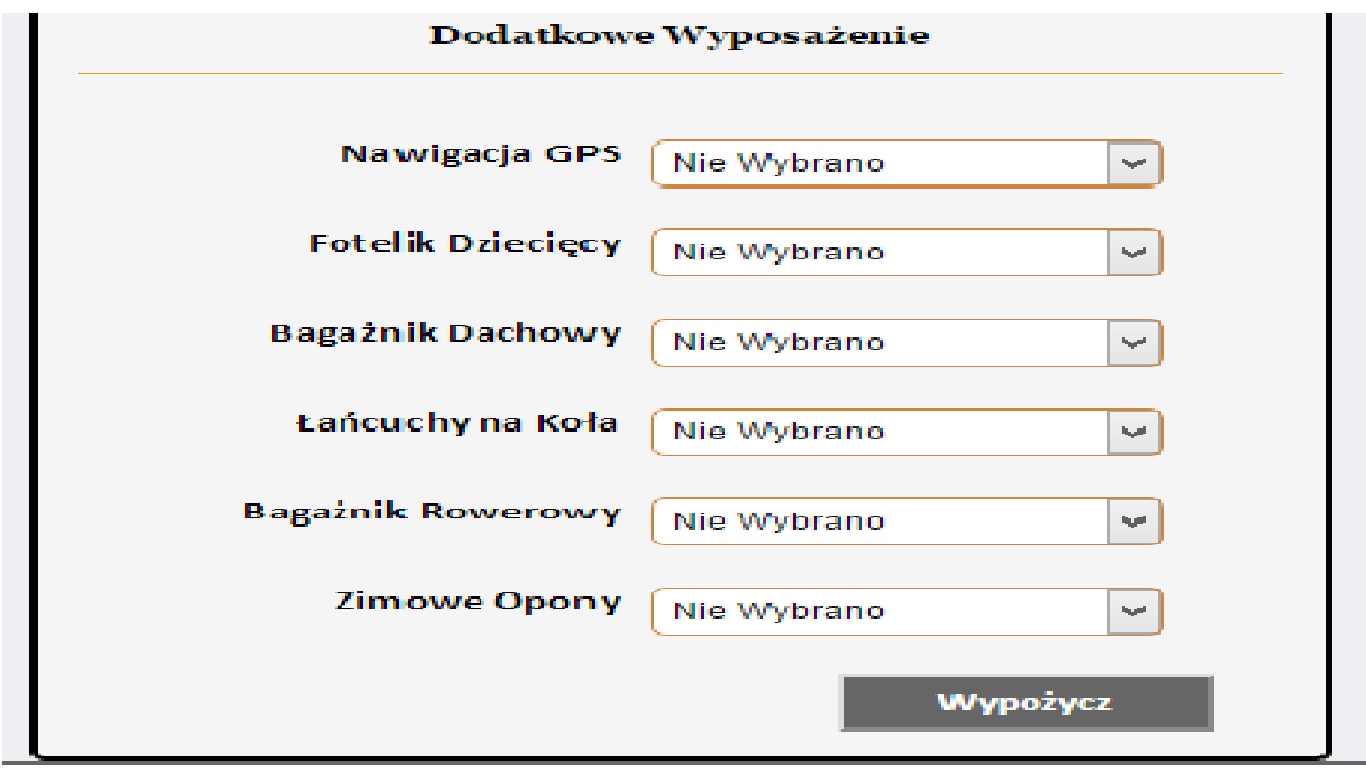 Dodatkowe Wyposażenie
Nawigacja GPS Nie Wybrano
Fotelik Dziecięcy Nie Wybrano
Bagażnik Dachowy Nie Wybrano
Łańcuchy na Koła Nie Wybrano
Bagażnik Rowerowy Nie Wybrano
Zimowe Opony Nie Wybrano
Wypożycz